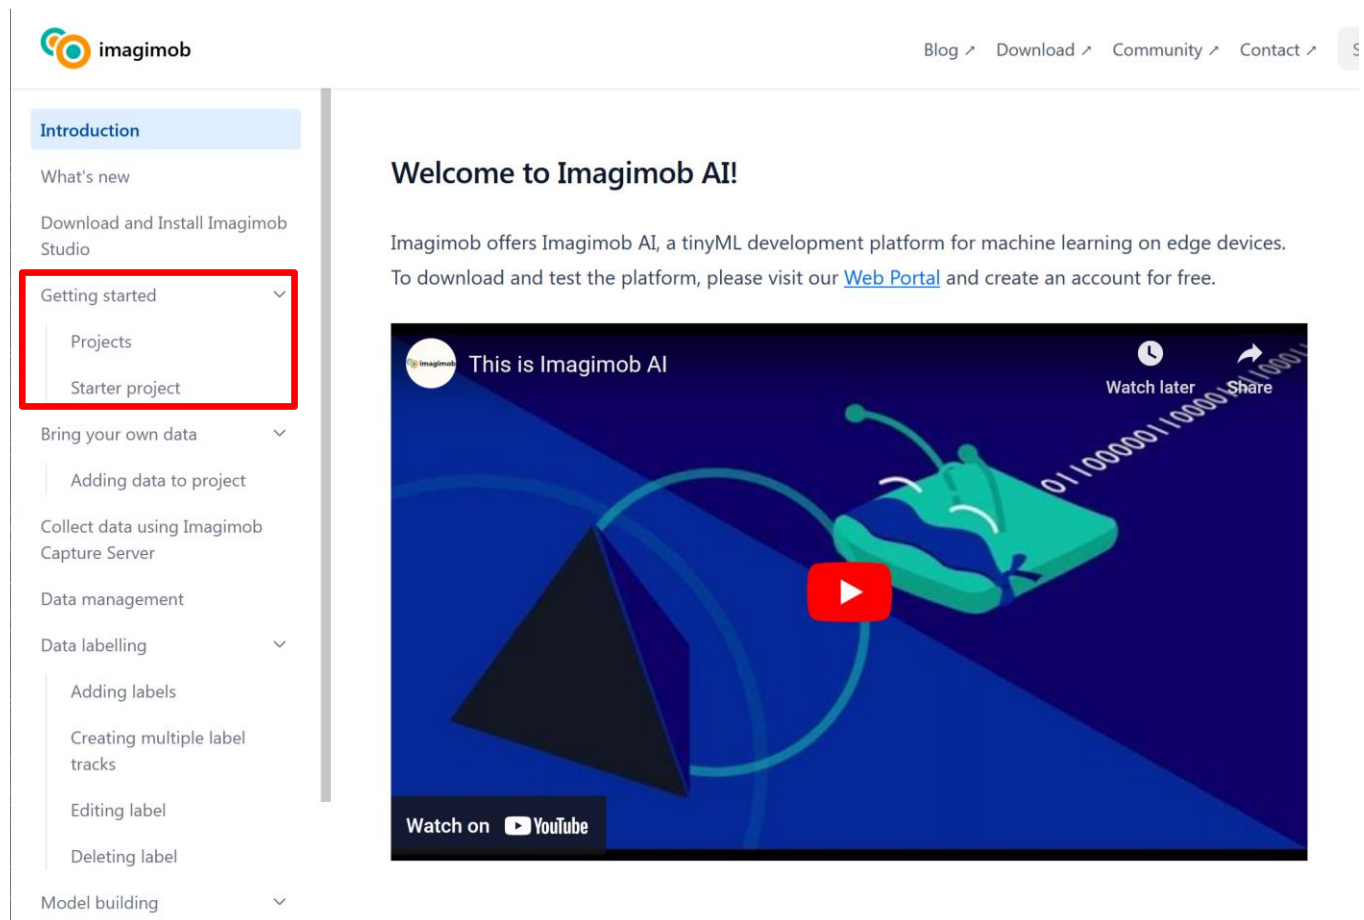 imagimob
Blog ↗ Download ↗ Community ↗ Contact ↗ S
Introduction
What's new
Download and Install Imagimob
Studio
Getting started
Projects
Starter project
Bring your own data
Adding data to project
Collect data using Imagimob
Capture Server
Data management
Data labelling
Adding labels
Creating multiple label
tracks
Editing label
Deleting label
Model building
Welcome to Imagimob AI!
Imagimob offers Imagimob AI, a tinyML development platform for machine learning on edge devices.
To download and test the platform, please visit our Web Portal and create an account for free.
imagimob
This is Imagimob AI
Watch later
Share
Watch on YouTube